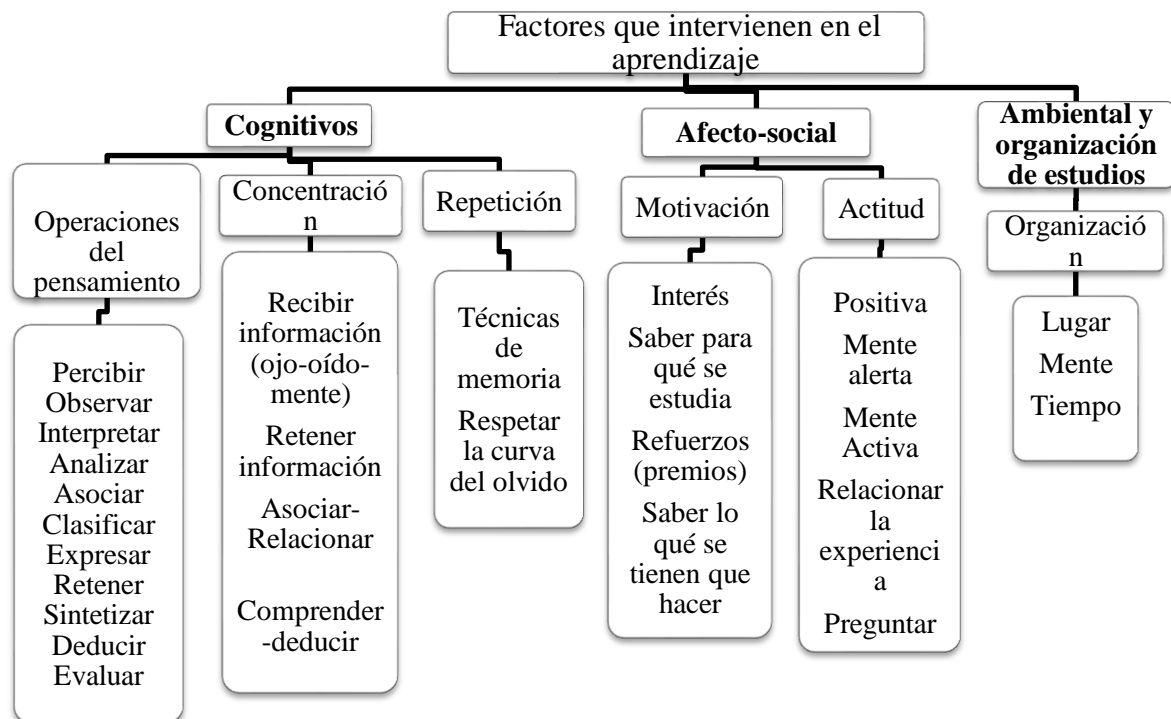 Factores que intervienen en el
aprendizaje
Cognitivos
Afecto-social
Ambiental y
organización
de estudios
Operaciones
del
pensamiento
Concentració
n
Repetición
Motivación
Actitud
Organizació
n
Percibir
Observar
Interpretar
Analizar
Asociar
Clasificar
Expresar
Retener
Sintetizar
Deducir
Evaluar
Recibir
información
(ojo-oído-
mente)
Retener
información
Asociar-
Relacionar
Comprender
-deducir
Técnicas
de
memoria
Respetar
la curva
del olvido
Interés
Saber para
qué se
estudia
Refuerzos
(premios)
Saber lo
qué se
tienen que
hacer
Positiva
Mente
alerta
Mente
Activa
Relacionar
la
experienci
a
Preguntar
Lugar
Mente
Tiempo